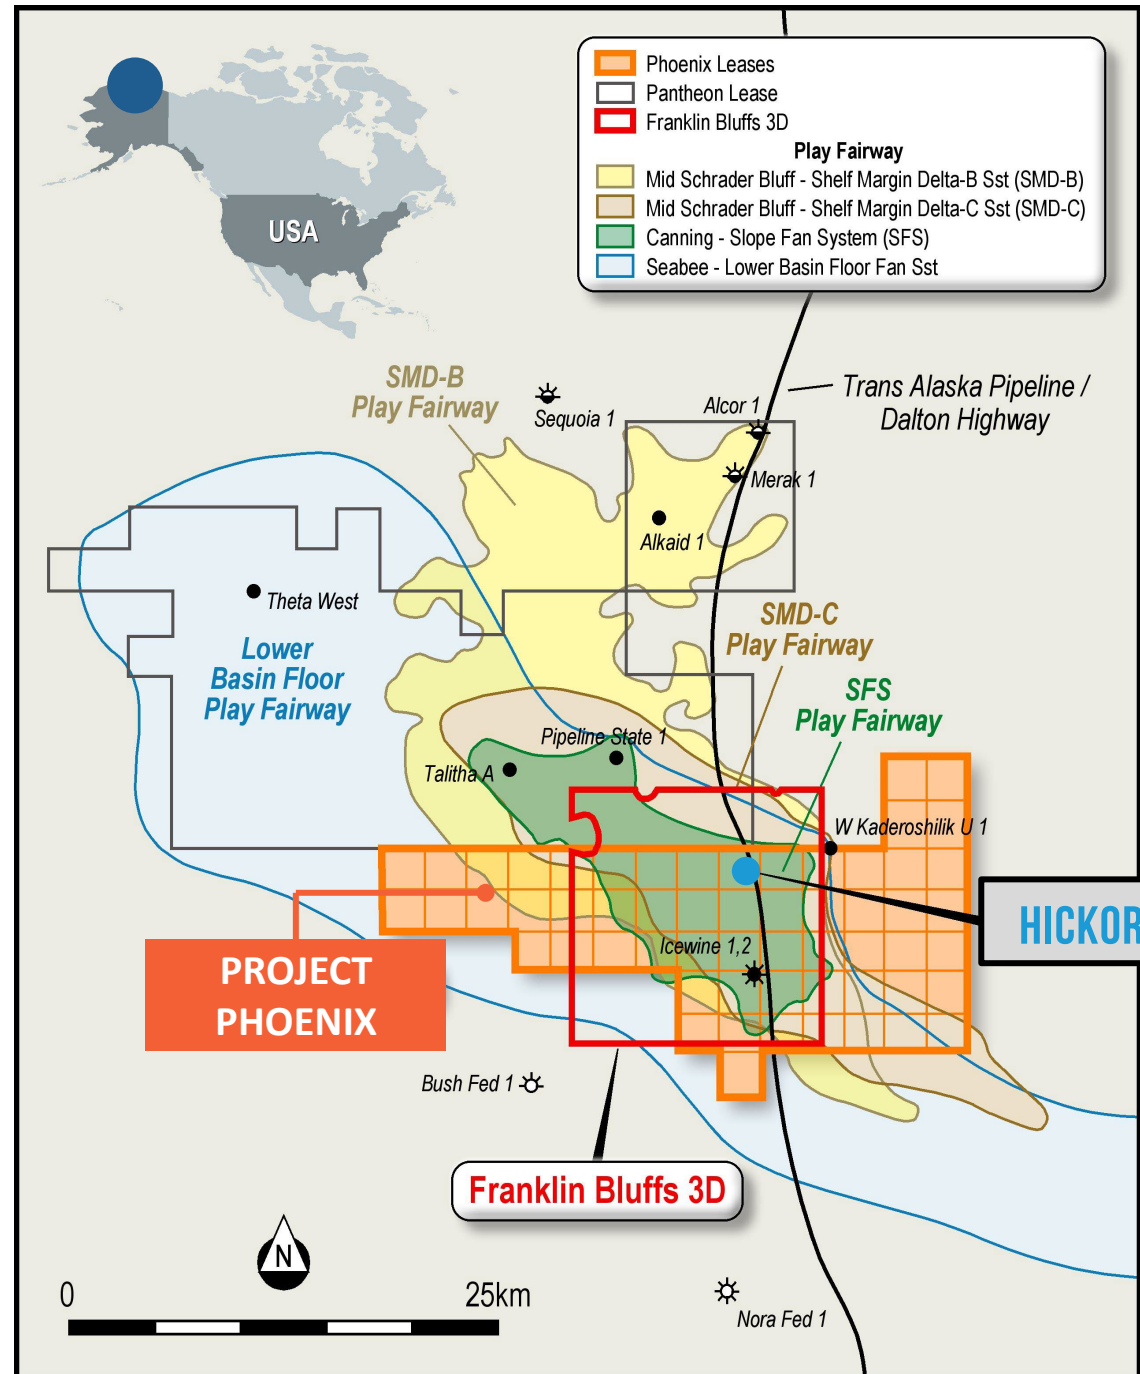 USA
Phoenix Leases
Pantheon Lease
Franklin Bluffs 3D
Play Fairway
Mid Schrader Bluff - Shelf Margin Delta-B Sst (SMD-B)
Mid Schrader Bluff - Shelf Margin Delta-C Sst (SMD-C)
Canning - Slope Fan System (SFS)
Seabee - Lower Basin Floor Fan Sst
SMD-B
Play Fairway
Sequoia 1
Alcor 1
Trans Alaska Pipeline /
Dalton Highway
Merak 1
Alkaid 1
Theta West
Lower
Basin Floor
Play Fairway
SMD-C
Play Fairway
SFS
Play Fairway
Pipeline State 1
Talitha A
W Kaderoshilik U 1
HICKOR
Icewine 1,2
PROJECT
PHOENIX
Bush Fed 1
Franklin Bluffs 3D
N
0
25km
Nora Fed 1